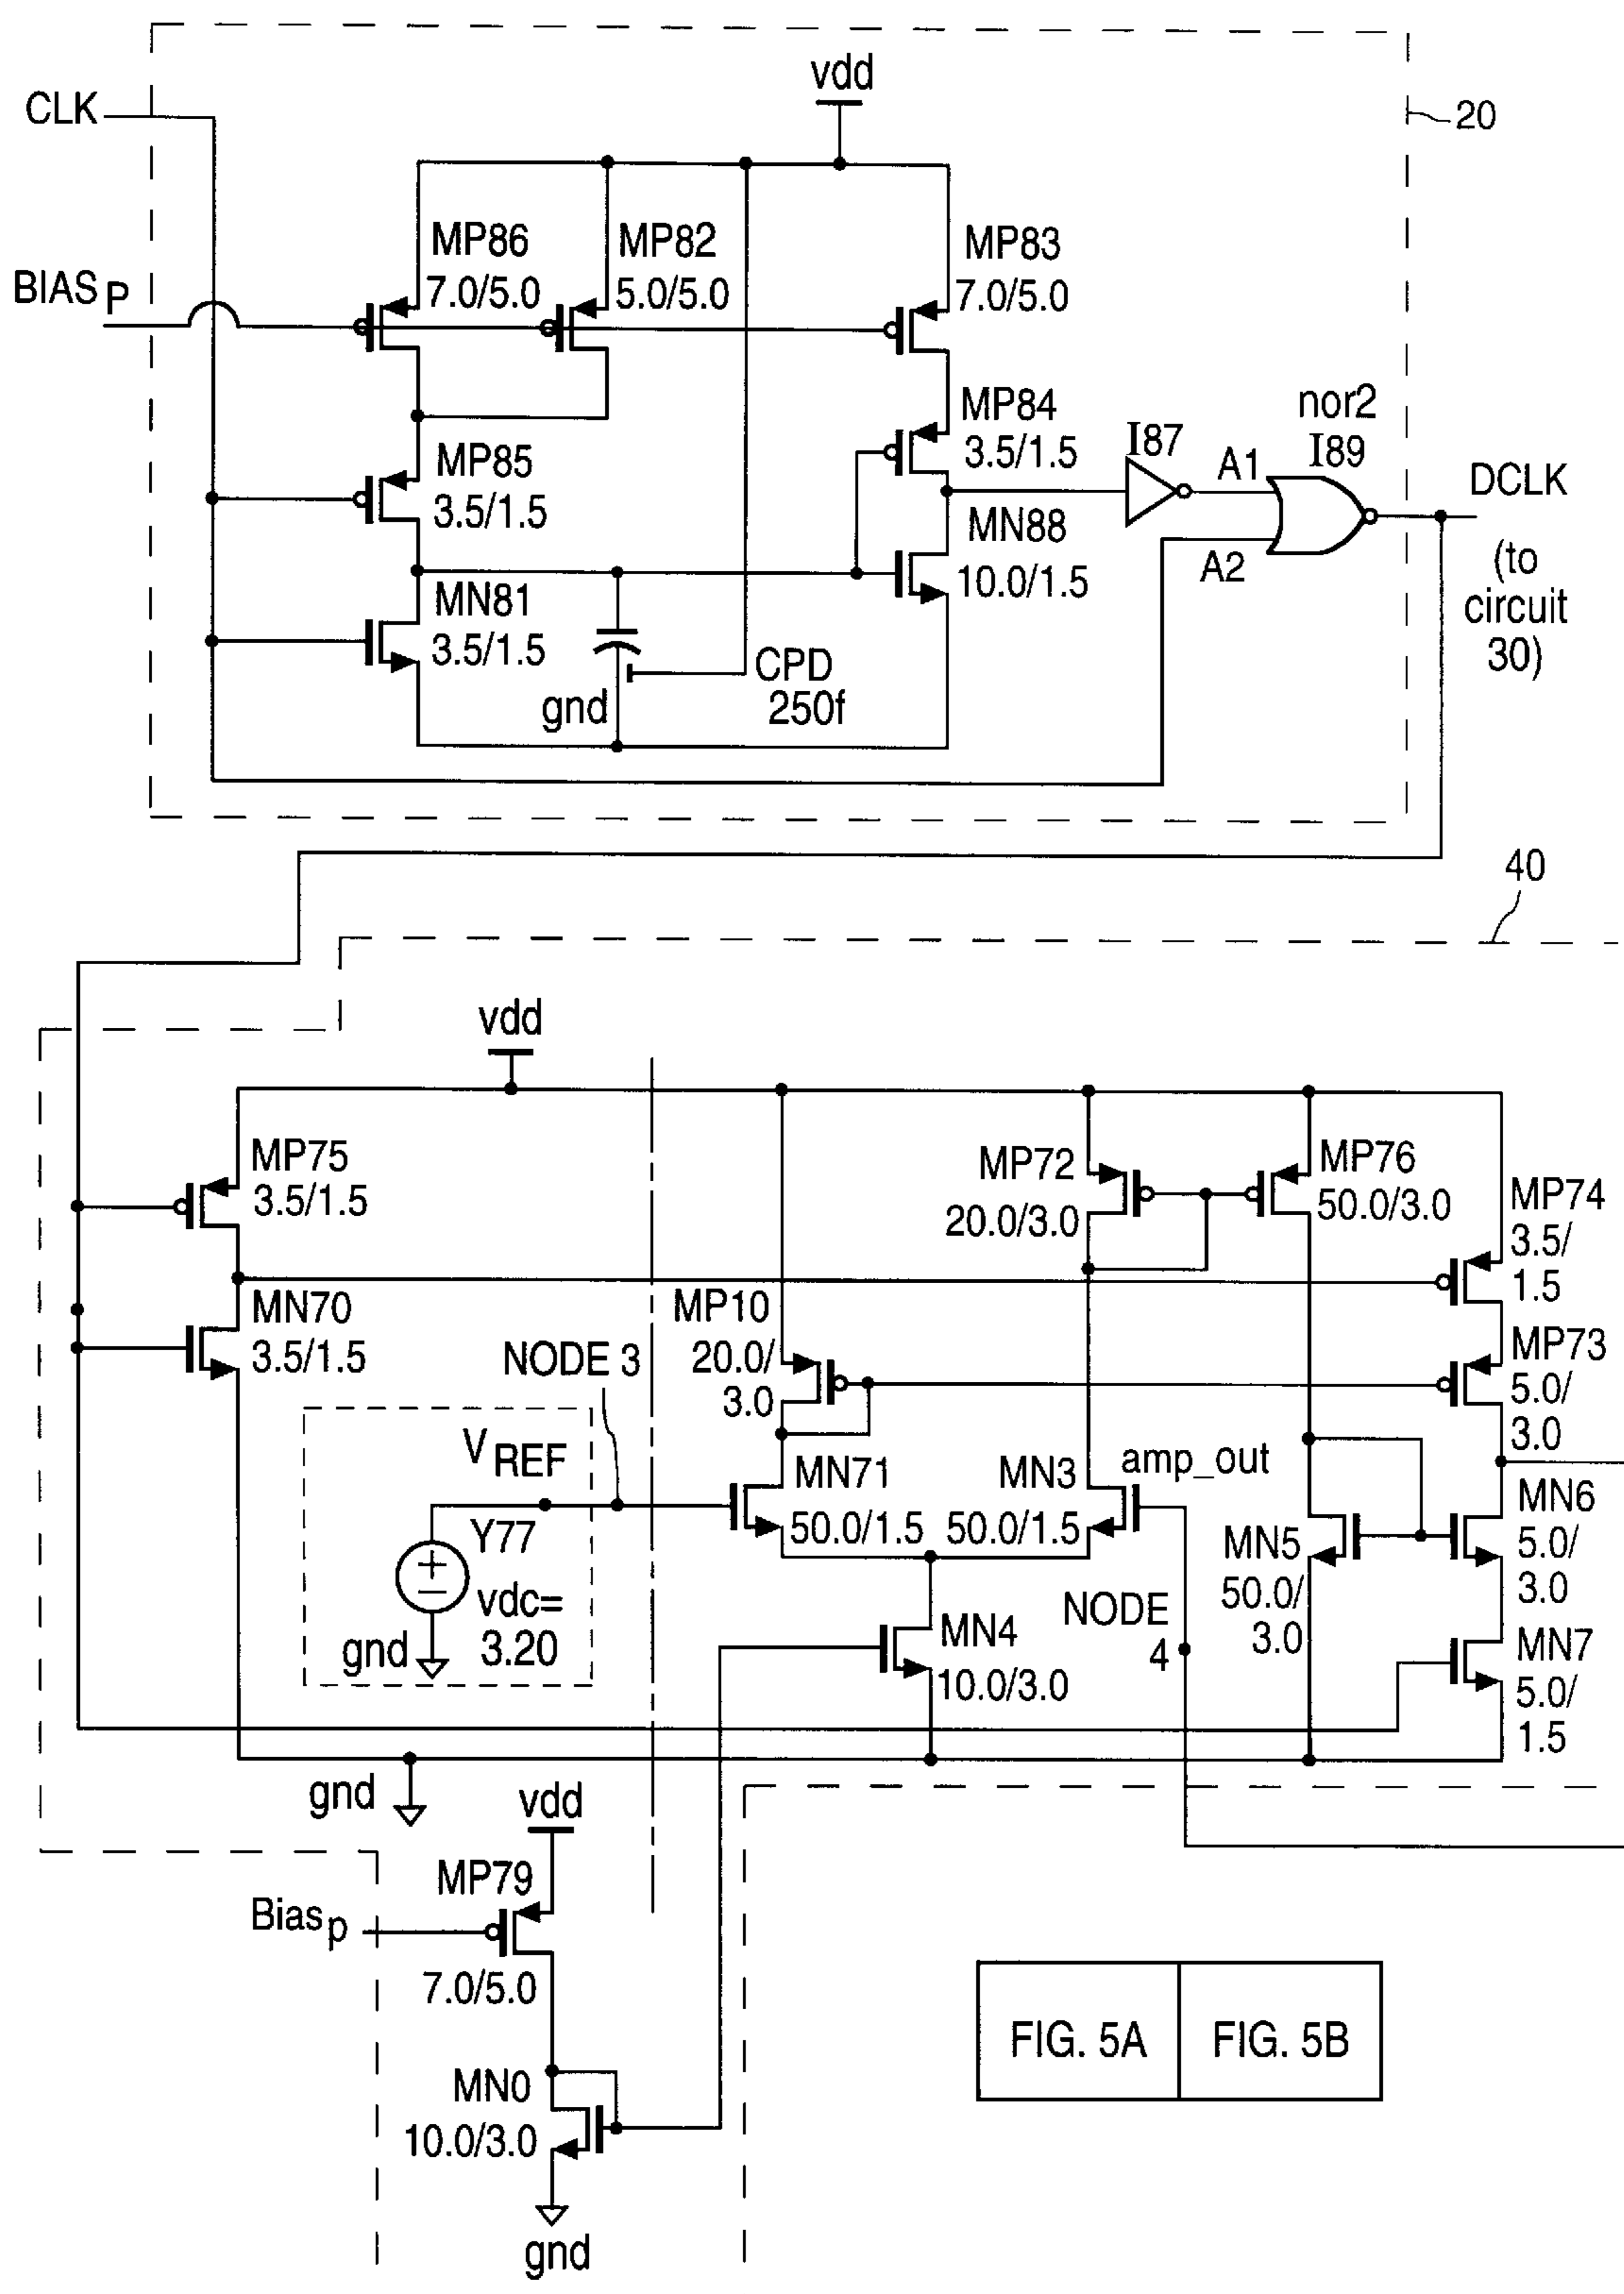 vdd
CLK
20
MP86
7.0/5.0
MP82
5.0/5.0
MP83
7.0/5.0
BIAS P
MP84
3.5/1.5
nor2
I89
I87
A1
DCLK
(to
circuit
30)
MP85
3.5/1.5
MN88
10.0/1.5
A2
MN81
3.5/1.5
CPD
250f
gnd
40
vdd
MP75
3.5/1.5
MP72
20.0/3.0
MP76
50.0/3.0
MP74
3.5/
1.5
MN70
3.5/1.5
MP10
20.0/
3.0
MP73
5.0/
3.0
NODE 3
V REF
MN71
50.0/1.5
MN3
50.0/1.5
amp_out
MN6
5.0/
3.0
Y77
vdc=
3.20
gnd
+
−
MN5
50.0/
3.0
NODE
4
MN4
10.0/3.0
MN7
5.0/
1.5
gnd
vdd
MP79
Bias p
7.0/5.0
MN0
10.0/3.0
gnd
FIG. 5A
FIG. 5B